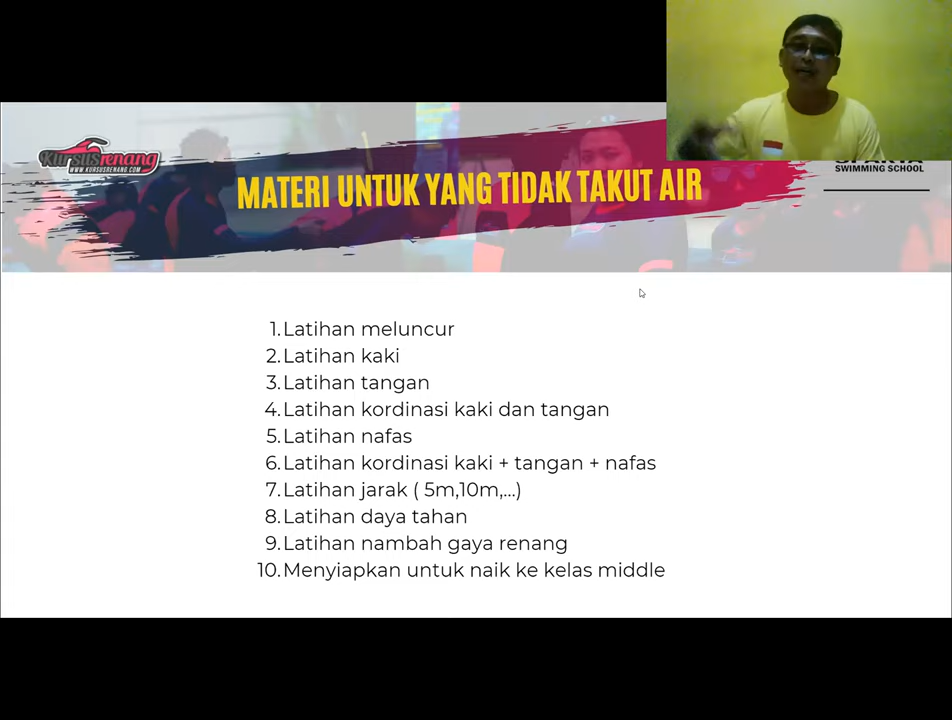 Kursusrenang
WWW.KURSUSRENANG.COM
MATERI UNTUK YANG TIDAK TAKUT AIR
SWIMMING SCHOOL
1. Latihan meluncur
2. Latihan kaki
3. Latihan tangan
4. Latihan kordinasi kaki dan tangan
5. Latihan nafas
6. Latihan kordinasi kaki + tangan + nafas
7. Latihan jarak ( 5m,10m,...)
8. Latihan daya tahan
9. Latihan nambah gaya renang
10. Menyiapkan untuk naik ke kelas middle